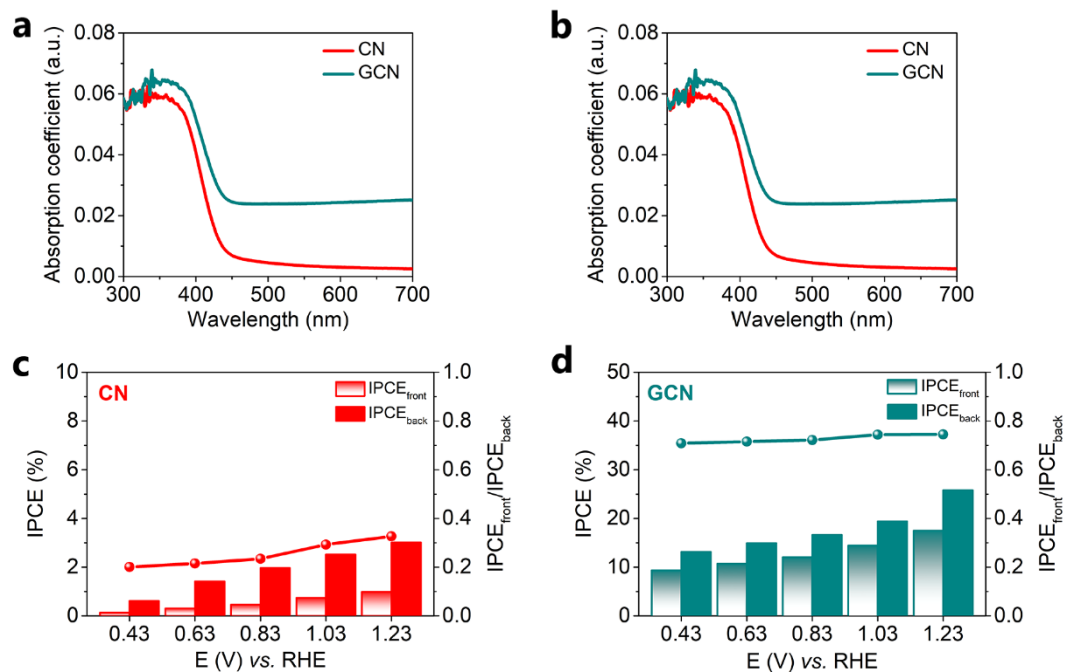 a
0.08
0.06
0.04
0.02
0.00
Absorption coefficient (a.u.)
CN
GCN
300 400 500 600 700
Wavelength (nm)
b
0.08
0.06
0.04
0.02
0.00
Absorption coefficient (a.u.)
CN
GCN
300 400 500 600 700
Wavelength (nm)
c
CN
10
8
6
4
2
0
IPCE (%)
IPCEfront
IPCEback
1.0
0.8
0.6
0.4
0.2
0.0
IPCEfront/IPCEback
0.43 0.63 0.83 1.03 1.23
E (V) vs. RHE
d
GCN
50
40
30
20
10
0
IPCE (%)
IPCEfront
IPCEback
1.0
0.8
0.6
0.4
0.2
0.0
IPCEfront/IPCEback
0.43 0.63 0.83 1.03 1.23
E (V) vs. RHE